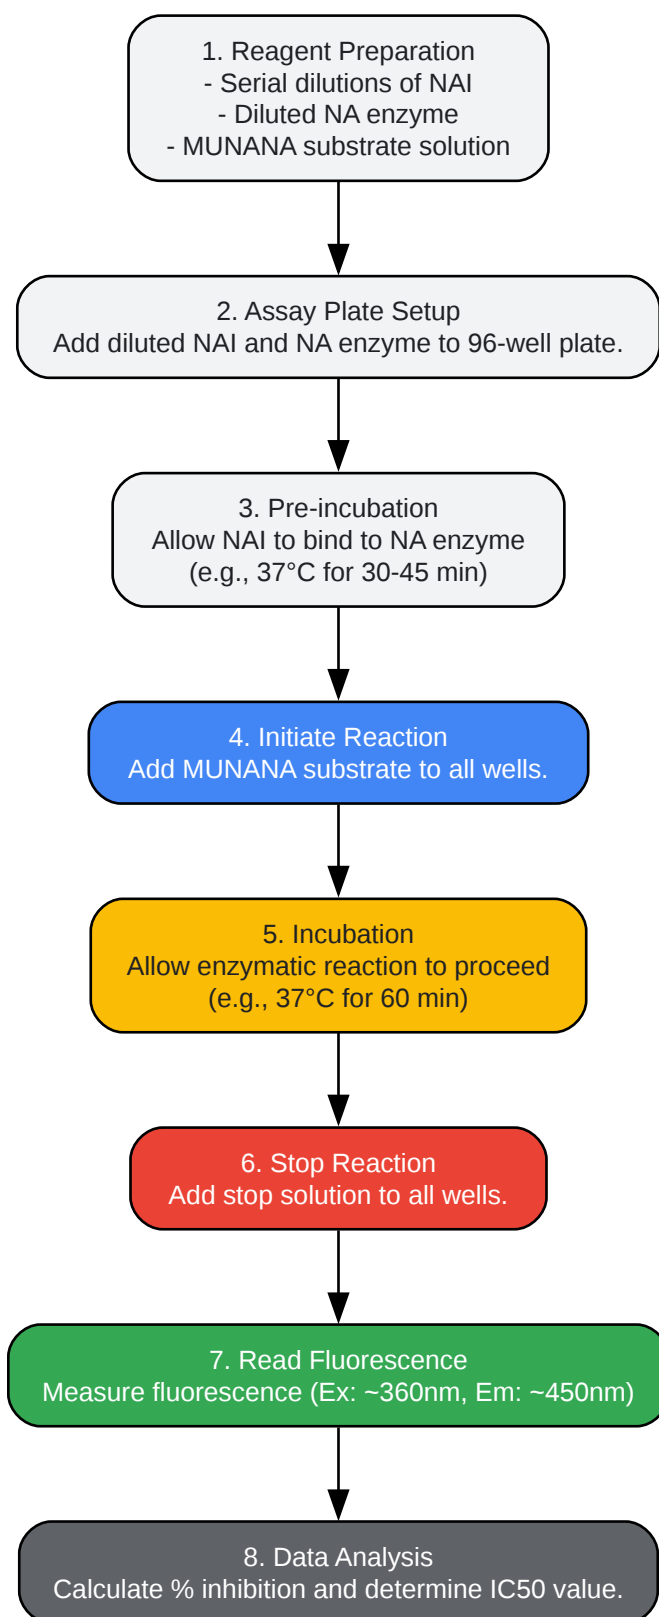 1. Reagent Preparation
- Serial dilutions of NAI
- Diluted NA enzyme
- MUNANA substrate solution
2. Assay Plate Setup
Add diluted NAI and NA enzyme to 96-well plate.
3. Pre-incubation
Allow NAI to bind to NA enzyme
(e.g., 37°C for 30-45 min)
4. Initiate Reaction
Add MUNANA substrate to all wells.
5. Incubation
Allow enzymatic reaction to proceed
(e.g., 37°C for 60 min)
6. Stop Reaction
Add stop solution to all wells.
7. Read Fluorescence
Measure fluorescence (Ex: ~360nm, Em: ~450nm)
8. Data Analysis
Calculate % inhibition and determine IC50 value.